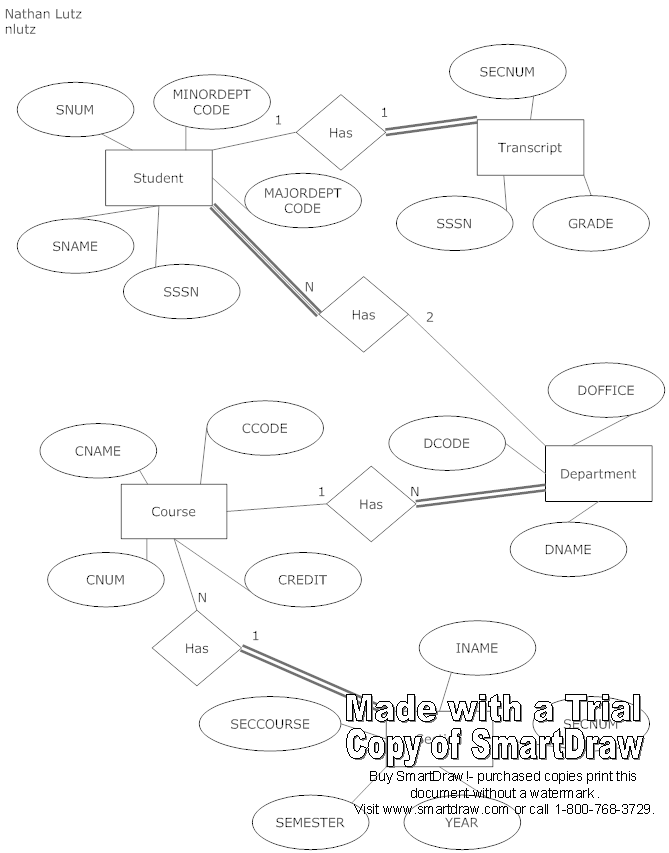 Nathan Lutz
nlutz
SECNUM
SNUM
MINORDEPT
CODE
1
Has
1
Transcript
Student
MAJORDEPT
CODE
SSSN
GRADE
SNAME
SSSN
N
Has
2
DOFFICE
CCODE
CNAME
DCODE
Department
1
Has
N
Course
DNAME
CNUM
CREDIT
N
Has
1
INAME
SECCOURSE
SECNUM
Made with a Trial
Copy of SmartDraw
Buy SmartDraw!- purchased copies print this
document without a watermark .
Visit www.smartdraw.com or call 1-800-768-3729.
SEMESTER
YEAR